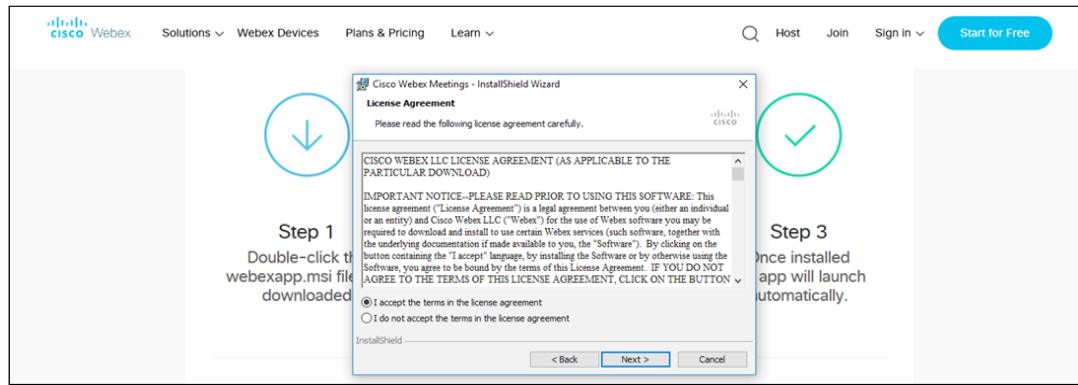 cisco Webex Solutions Webex Devices Plans & Pricing Learn Host Join Sign in Start for Free
Cisco Webex Meetings - InstallShield Wizard
License Agreement
Please read the following license agreement carefully.
cisco
CISCO WEBEX LLC LICENSE AGREEMENT (AS APPLICABLE TO THE
PARTICULAR DOWNLOAD)
IMPORTANT NOTICE--PLEASE READ PRIOR TO USING THIS SOFTWARE: This
license agreement ("License Agreement") is a legal agreement between you (either an individual
or an entity) and Cisco Webex LLC ("Webex") for the use of Webex software you may be
required to download and install to use certain Webex services (such software, together with
the underlying documentation if made available to you, the "Software"). By clicking on the
button containing the "I accept" language, by installing the Software or by otherwise using the
Software, you agree to be bound by the terms of this License Agreement. IF YOU DO NOT
AGREE TO THE TERMS OF THIS LICENSE AGREEMENT, CLICK ON THE BUTTON
I accept the terms in the license agreement
I do not accept the terms in the license agreement
InstallShield
< Back Next > Cancel
Step 1
Double-click
webexapp.msi
downloaded
Step 3
installed
app will launch
automatically.